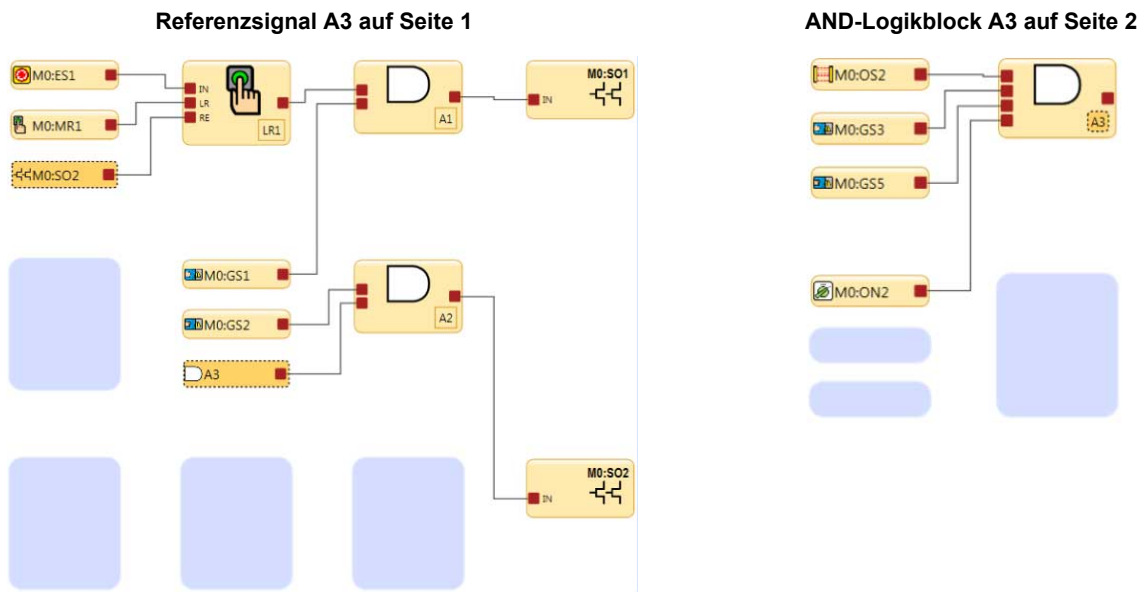 Referenzsignal A3 auf Seite 1
AND-Logikblock A3 auf Seite 2
M0:ES1
IN
LR
RE
LR1
M0:MR1
M0:SO2
A1
M0:SO1
IN
M0:GS1
M0:GS2
A3
A2
M0:SO2
IN
M0:OS2
M0:GS3
M0:GS5
A3
M0:ON2